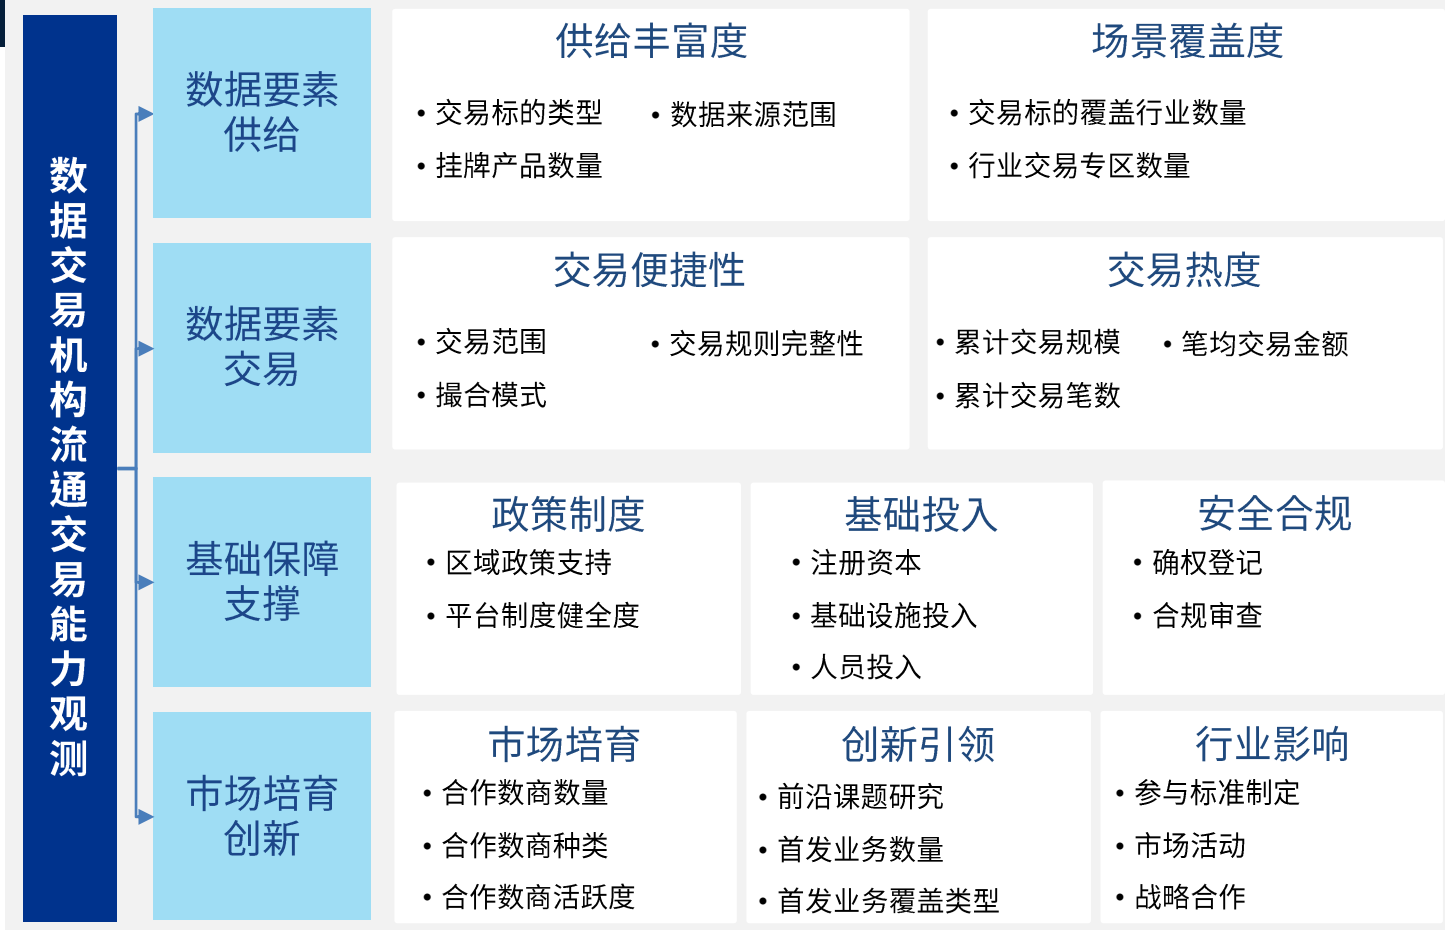 数据交易机构流通交易能力观测
数据要素
供给
供给丰富度
• 交易标的类型
• 数据来源范围
• 挂牌产品数量
场景覆盖度
• 交易标的覆盖行业数量
• 行业交易专区数量
数据要素
交易
交易便捷性
• 交易范围
• 交易规则完整性
• 撮合模式
交易热度
• 累计交易规模
• 笔均交易金额
• 累计交易笔数
基础保障
支撑
政策制度
• 区域政策支持
• 平台制度健全度
基础投入
• 注册资本
• 基础设施投入
• 人员投入
安全合规
• 确权登记
• 合规审查
市场培育
创新
市场培育
• 合作数商数量
• 合作数商种类
• 合作数商活跃度
创新引领
• 前沿课题研究
• 首发业务数量
• 首发业务覆盖类型
行业影响
• 参与标准制定
• 市场活动
• 战略合作